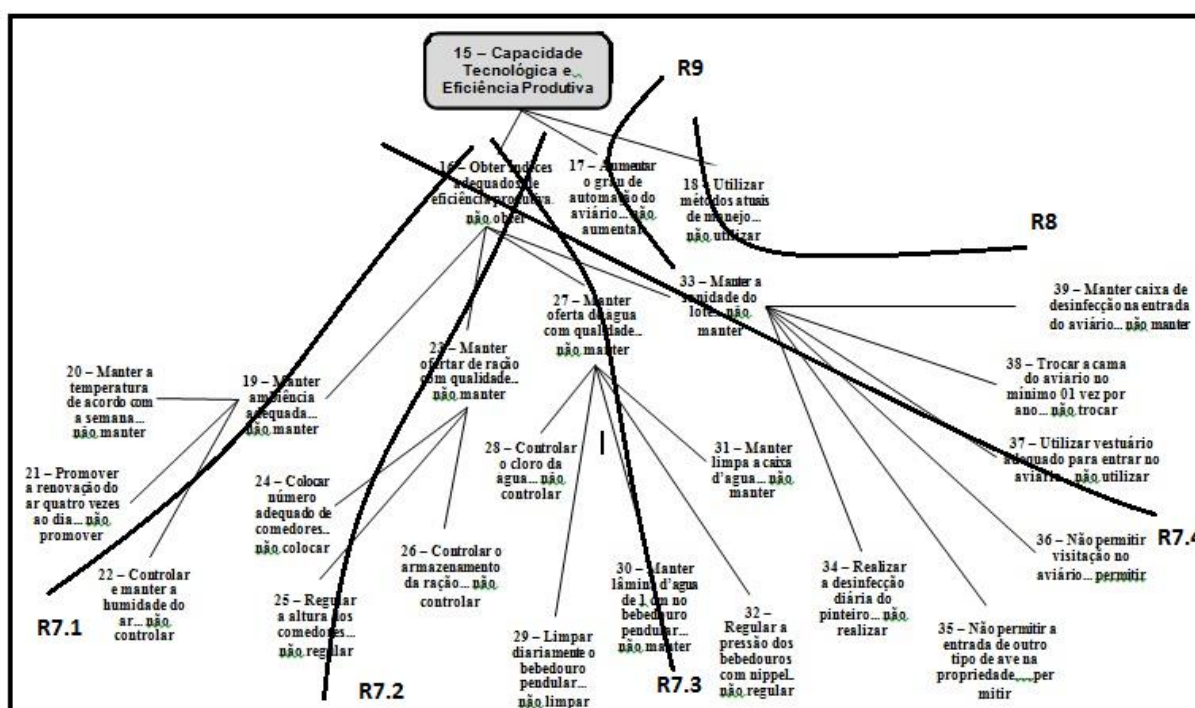 15 – Capacidade
Tecnológica e
Eficiência Produtiva
R9
16 – Obter índices
adequados de
eficiência produtiva.
não obter
17 – Aumentar
o grau de
automação do
aviário... não
aumentar
18 – Utilizar
métodos atuais
de manejo...
não utilizar
R8
27 – Manter
oferta de água
com qualidade...
não manter
33 – Manter a
sanidade do
lote... não
manter
39 – Manter caixa de
desinfecção na entrada
do aviário... não manter
20 – Manter a
temperatura
de acordo com
a semana...
não manter
19 – Manter
ambiência
adequada...
não manter
23 – Manter
ofertar de ração
com qualidade...
não manter
38 – Trocar a cama
do aviário no
mínimo 01 vez por
ano... não trocar
21 – Promover
a renovação do
ar quatro vezes
ao dia... não
promover
24 – Colocar
número
adequado de
comedores...
não colocar
28 – Controlar
o cloro da
agua... não
controlar
31 – Manter
limpa a caixa
d'agua... não
manter
37 – Utilizar vestuário
adequado para entrar no
aviário... não utilizar
R7.4
22 – Controlar
e manter a
humidade do
ar... não
controlar
R7.1
25 – Regular
a altura dos
comedores...
não regular
26 – Controlar o
armazenamento
da ração... não
controlar
R7.2
29 – Limpar
diariamente o
bebedouro
pendular...
não limpar
30 – Manter
lâmina d'agua
de 1 cm no
bebedouro
pendular...
não manter
R7.3
32 –
Regular a
pressão dos
bebedouros
com nippel...
não regular
34 – Realizar
a desinfecção
diária do
pinteiro... não
realizar
35 – Não permitir a
entrada de outro
tipo de ave na
propriedade.....per
mitir
36 – Não permitir
visitação no
aviário... permitir